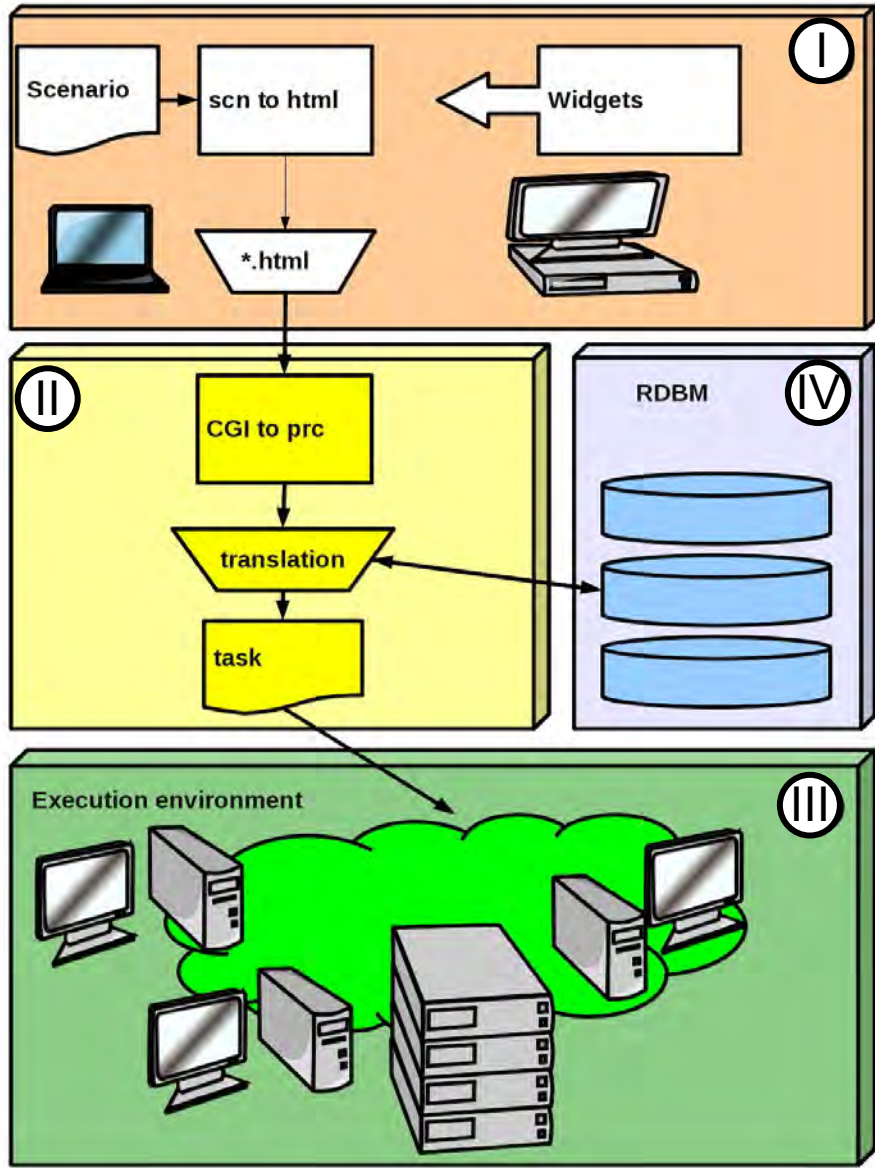 I
Scenario
scn to html
Widgets
*.html
II
CGI to prc
translation
task
RDBM
IV
Execution environment
III